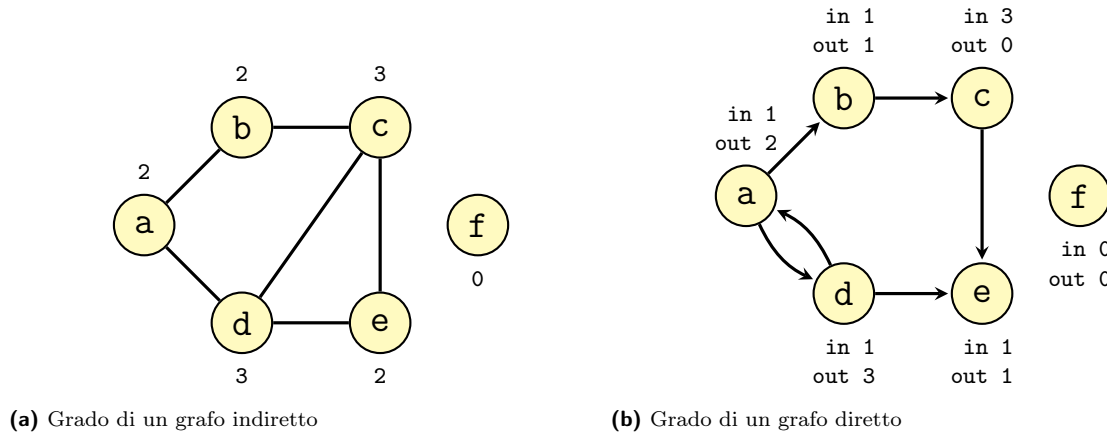 2
3
b
c
2
a
f
0
d
e
3
2
(a) Grado di un grafo indiretto
in 1
out 1
in 3
out 0
b
c
in 1
out 2
a
f
in 0
out 0
d
e
in 1
out 3
in 1
out 1
(b) Grado di un grafo diretto